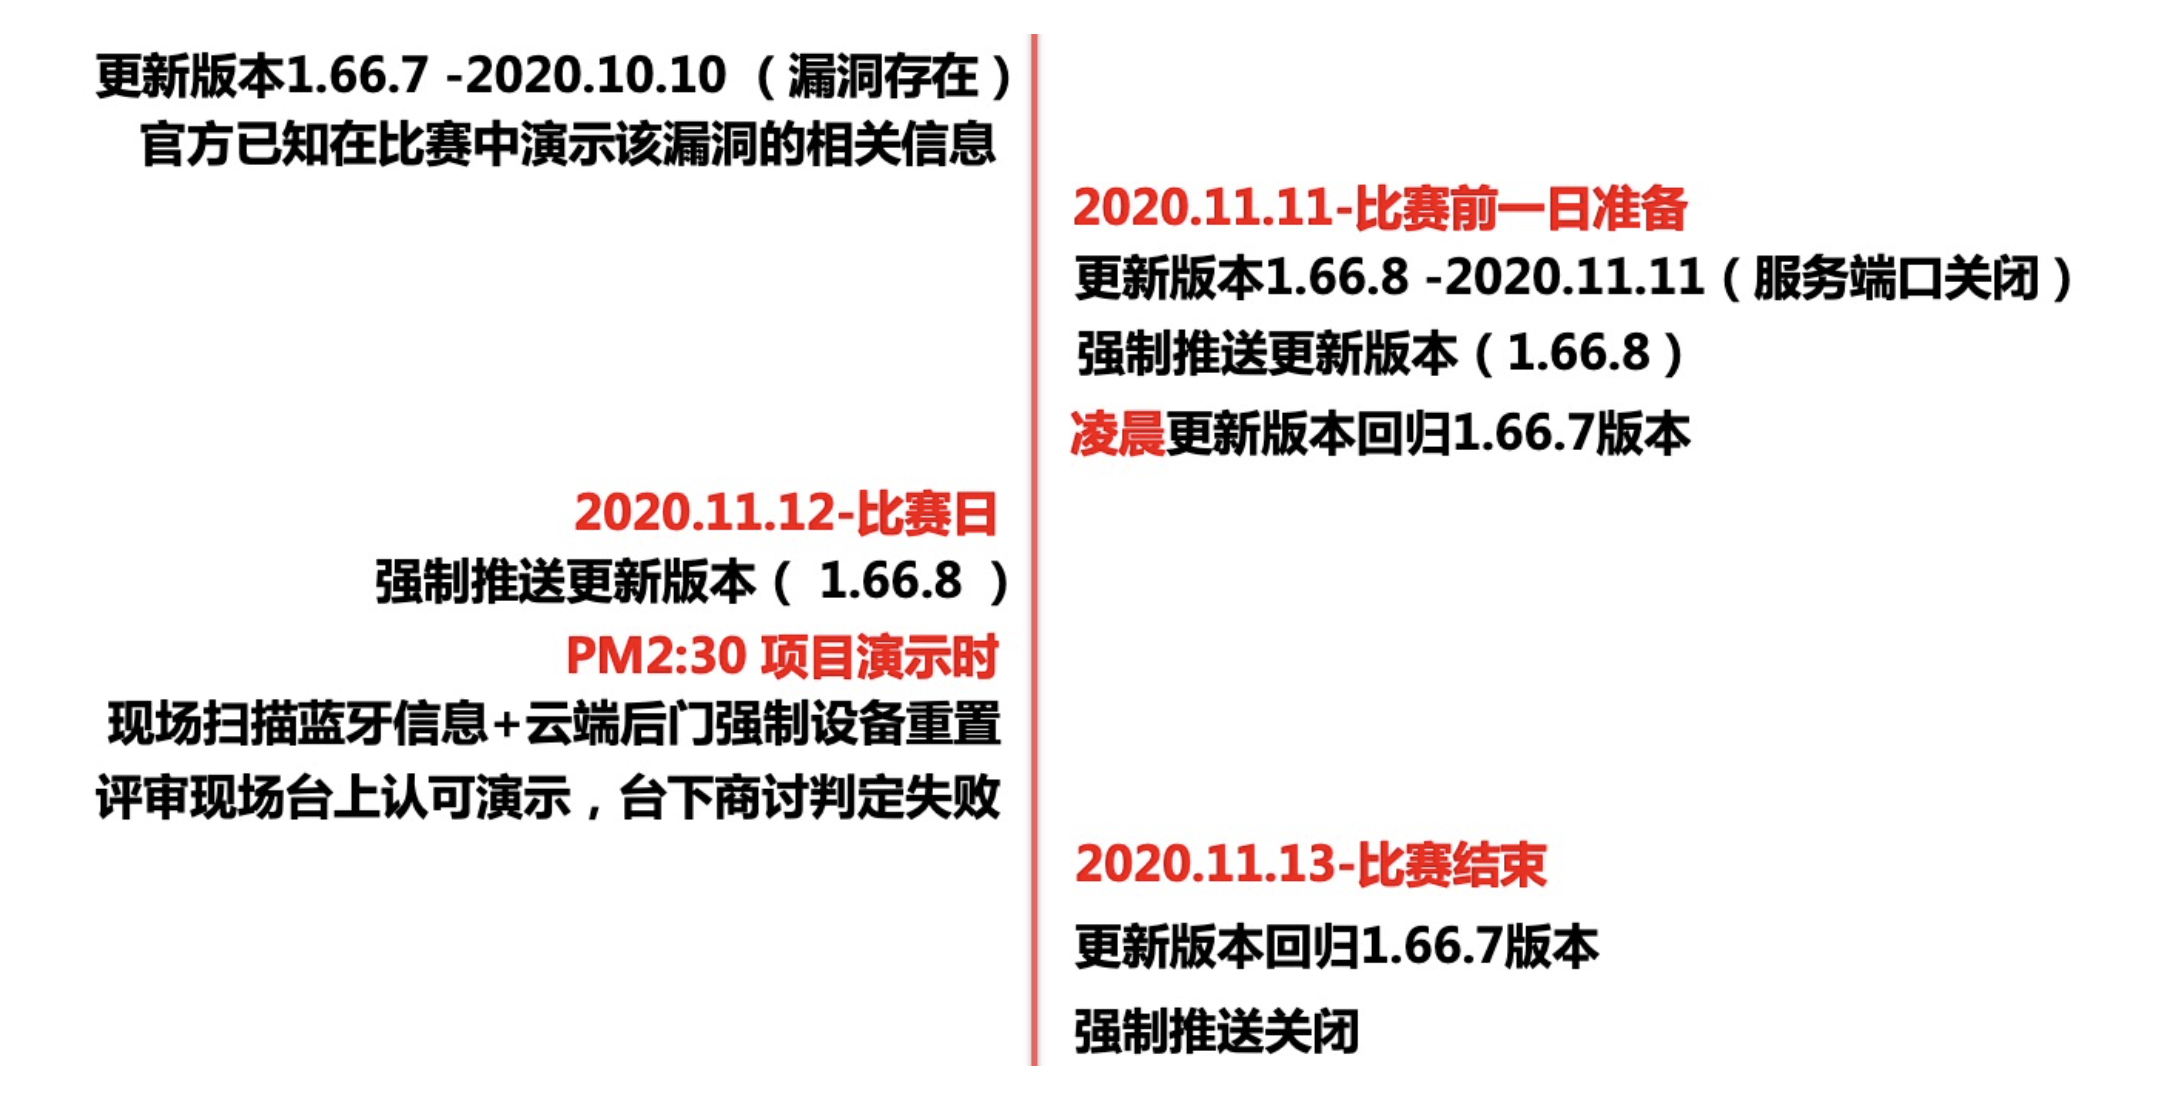 更新版本1.66.7 -2020.10.10 （漏洞存在）
官方已知在比赛中演示该漏洞的相关信息
2020.11.11-比赛前一日准备
更新版本1.66.8 -2020.11.11（服务端口关闭）
强制推送更新版本（1.66.8）
凌晨更新版本回归1.66.7版本
2020.11.12-比赛日
强制推送更新版本（ 1.66.8 ）
PM2:30 项目演示时
现场扫描蓝牙信息+云端后门强制设备重置
评审现场台上认可演示，台下商讨判定失败
2020.11.13-比赛结束
更新版本回归1.66.7版本
强制推送关闭